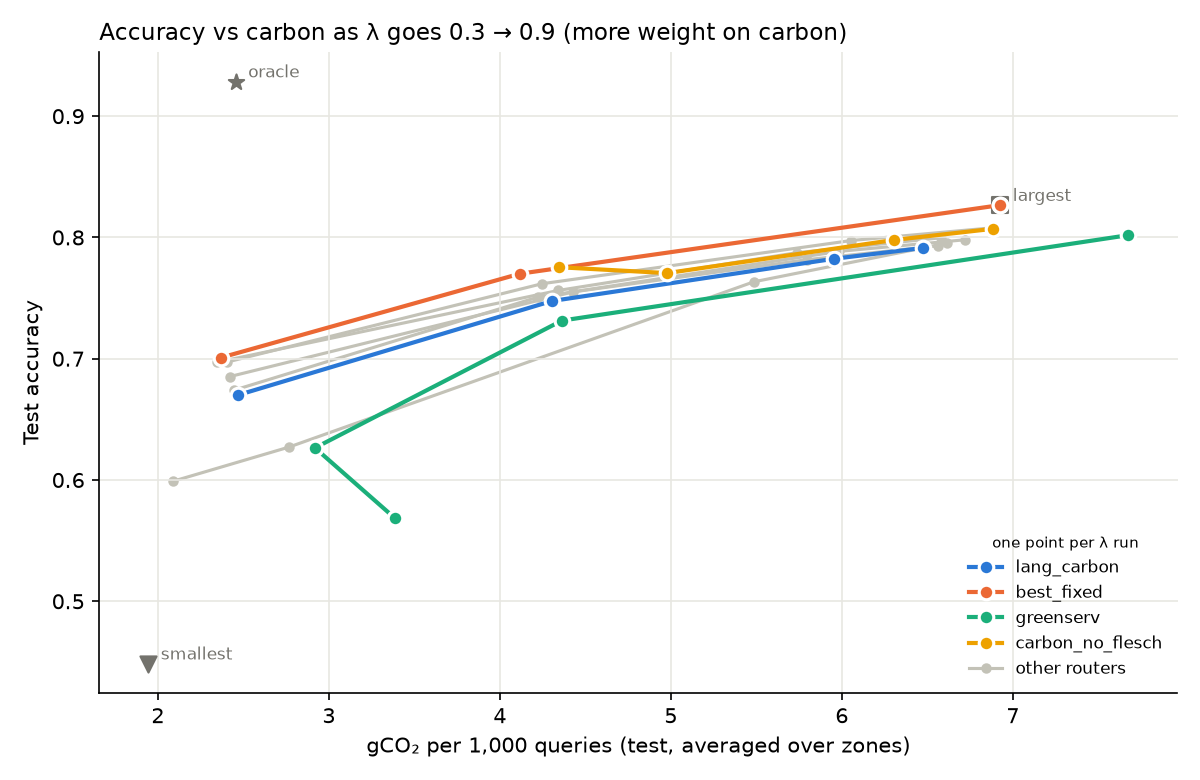 Accuracy vs carbon as λ goes 0.3 → 0.9 (more weight on carbon)
oracle
0.9
largest
0.8
0.7
0.6
0.5
Test accuracy
one point per λ run
lang_carbon
best_fixed
greenserv
carbon_no_flesch
other routers
smallest
2 3 4 5 6 7
gCO₂ per 1,000 queries (test, averaged over zones)